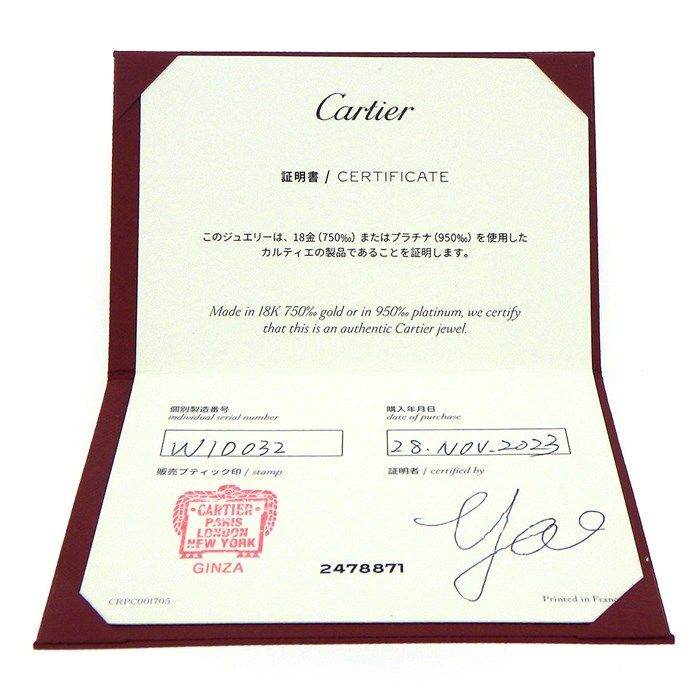 Cartier
証明書 / CERTIFICATE
このジュエリーは、18金(750‰)またはプラチナ(950‰)を使用した
カルティエの製品であることを証明します。
Made in 18K 750‰ gold or in 950‰ platinum, we certify
that this is an authentic Cartier jewel.
個別製造番号
individual serial number
購入年月日
date of purchase
W10032
28. NOV. 2023
販売ブティック印 / stamp
証明者 / certified by
CARTIER
PARIS
LONDON
NEW YORK
GINZA
2478871
CRPC001705
Printed in Franc